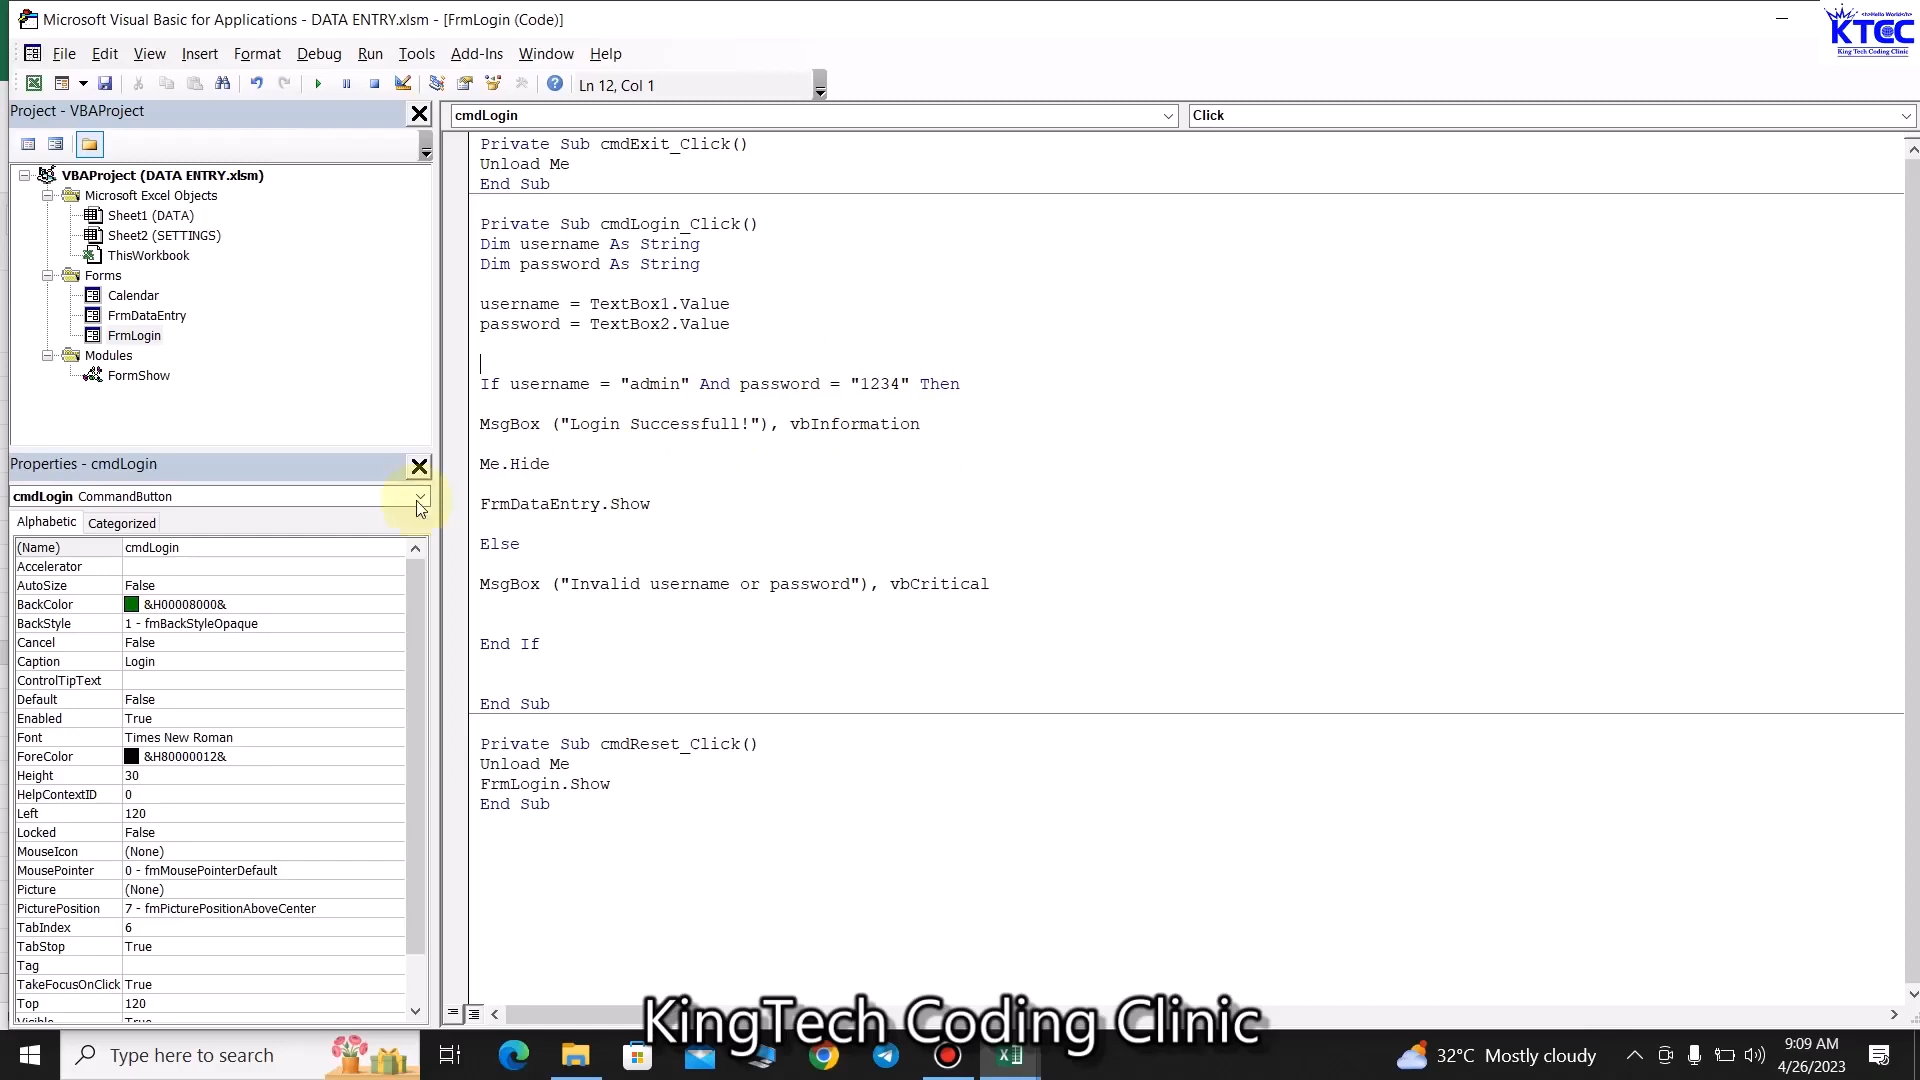 Microsoft Visual Basic for Applications - DATA ENTRY.xlsm - [FrmLogin (Code)]
KTCC
King Tech Coding Clinic
File Edit View Insert Format Debug Run Tools Add-Ins Window Help
Ln 12, Col 1
Project - VBAProject
cmdLogin
Click
VBAProject (DATA ENTRY.xlsm)
Microsoft Excel Objects
Sheet1 (DATA)
Sheet2 (SETTINGS)
ThisWorkbook
Forms
Calendar
FrmDataEntry
FrmLogin
Modules
FormShow
Properties - cmdLogin
cmdLogin CommandButton
Alphabetic Categorized
(Name) cmdLogin
Accelerator
AutoSize False
BackColor &H00008000&
BackStyle 1 - fmBackStyleOpaque
Cancel False
Caption Login
ControlTipText
Default False
Enabled True
Font Times New Roman
ForeColor &H80000012&
Height 30
HelpContextID 0
Left 120
Locked False
MouseIcon (None)
MousePointer 0 - fmMousePointerDefault
Picture (None)
PicturePosition 7 - fmPicturePositionAboveCenter
TabIndex 6
TabStop True
Tag
TakeFocusOnClick True
Top 120
Private Sub cmdExit_Click()
Unload Me
End Sub
Private Sub cmdLogin_Click()
Dim username As String
Dim password As String
username = TextBox1.Value
password = TextBox2.Value
If username = "admin" And password = "1234" Then
MsgBox ("Login Successfull!"), vbInformation
Me.Hide
FrmDataEntry.Show
Else
MsgBox ("Invalid username or password"), vbCritical
End If
End Sub
Private Sub cmdReset_Click()
Unload Me
FrmLogin.Show
End Sub
KingTech Coding Clinic
Type here to search
32°C Mostly cloudy
9:09 AM
4/26/2023